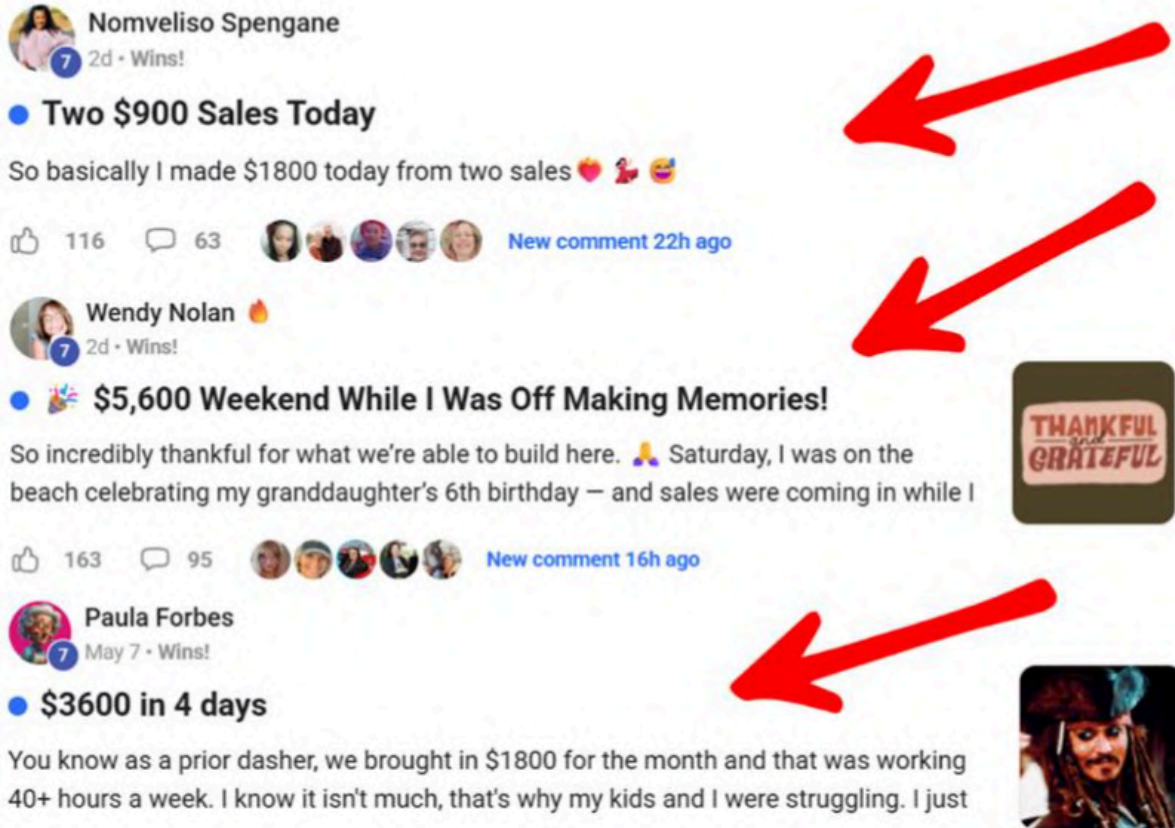 Nomveliso Spengane
7 2d • Wins!
Two $900 Sales Today
So basically I made $1800 today from two sales❤️‍🔥 💃 😅
116 63 New comment 22h ago
Wendy Nolan 🔥
7 2d • Wins!
🎉 $5,600 Weekend While I Was Off Making Memories!
So incredibly thankful for what we're able to build here. 🙏 Saturday, I was on the
beach celebrating my granddaughter's 6th birthday — and sales were coming in while I
THANKFUL
and
GRATEFUL
163 95 New comment 16h ago
Paula Forbes
7 May 7 • Wins!
$3600 in 4 days
You know as a prior dasher, we brought in $1800 for the month and that was working
40+ hours a week. I know it isn't much, that's why my kids and I were struggling. I just